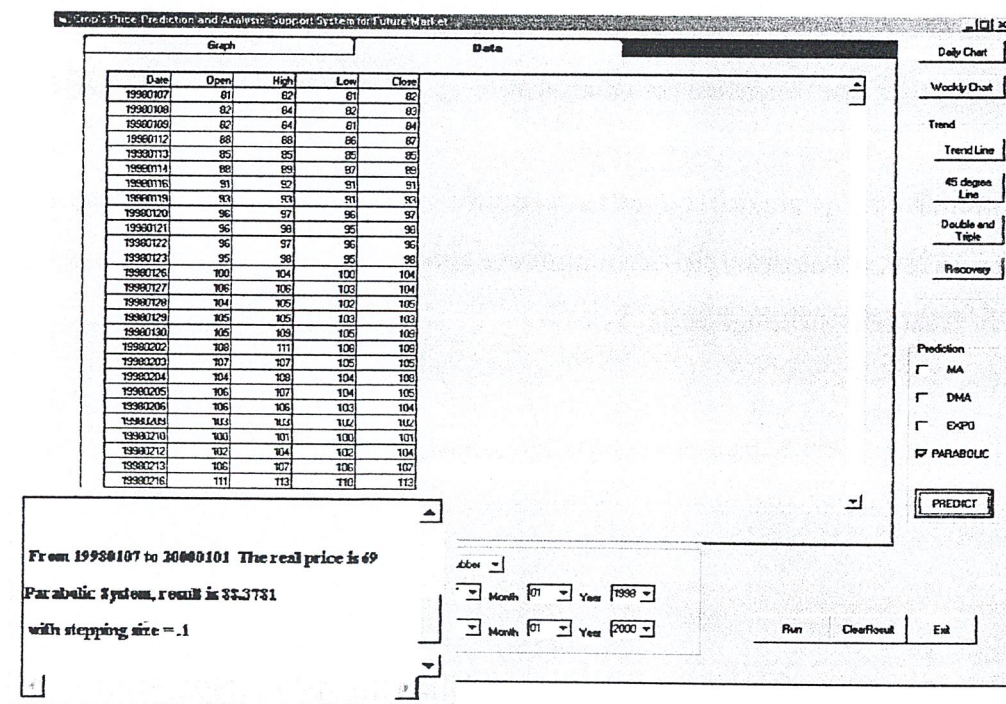 Crop's Price Prediction and Analysis Support System for Future Market
Graph Data
Date Open High Low Close
19980107 81 82 81 82
19980108 82 84 82 83
19980109 82 84 81 84
19980112 88 88 86 87
19980113 85 85 85 85
19980114 88 89 87 89
19980116 91 92 91 91
19980119 93 93 91 93
19980120 96 97 96 97
19980121 96 98 95 98
19980122 96 97 96 96
19980123 95 98 95 98
19980126 100 104 100 104
19980127 106 106 103 104
19980128 104 105 102 105
19980129 105 105 103 103
19980130 105 109 105 109
19980202 108 111 108 109
19980203 107 107 105 105
19980204 104 108 104 108
19980205 106 107 104 105
19980206 106 106 103 104
19980209 103 103 102 102
19980210 100 101 100 101
19980212 102 104 102 104
19980213 106 107 106 107
19980216 111 113 110 113
Daily Chart
Weekly Chart
Trend
Trend Line
45 degree
Line
Double and
Triple
Recovery
Prediction
MA
DMA
EXPO
PARABOLIC
PREDICT
From 19980107 to 20000101 The real price is 69
Parabolic System, result is 88.3781
with stepping size = .1
Month 01 Year 1998
Month 01 Year 2000
Run ClearResult Exit